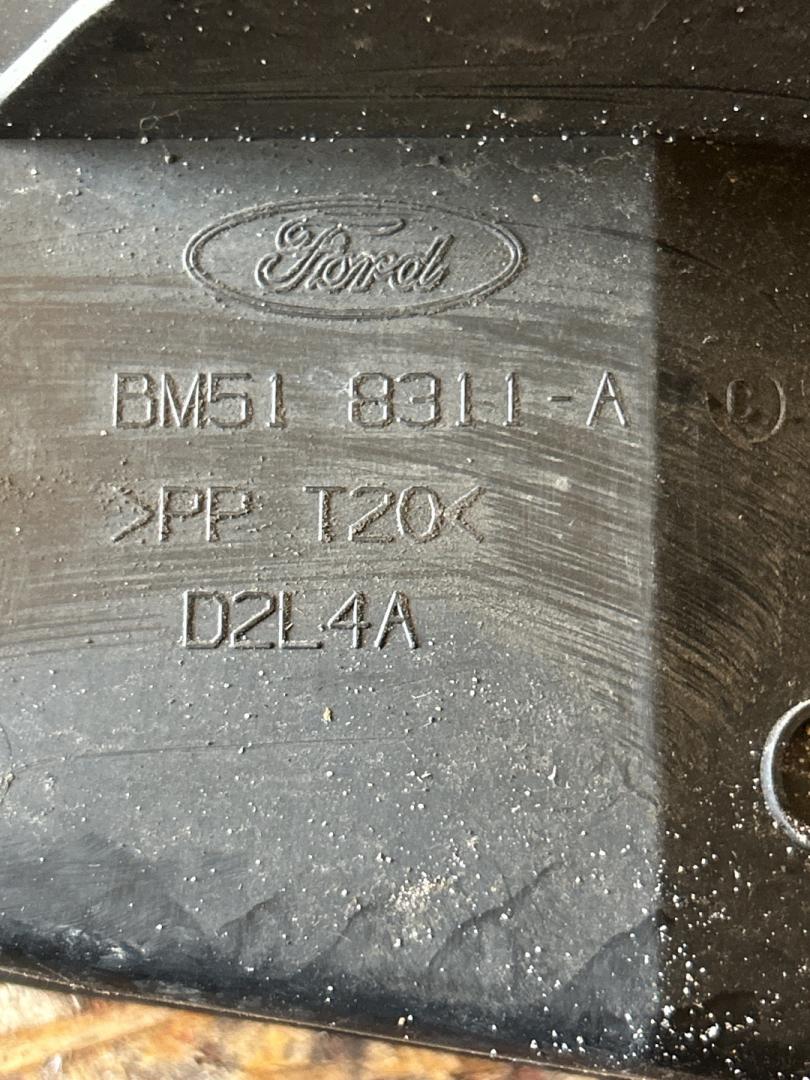 Ford
BM51 8311-A C
>PP T20<
D2L4A